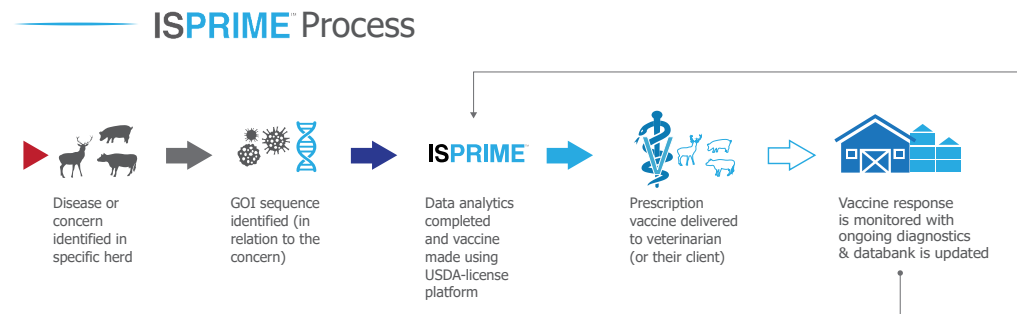 ISPRIME™ Process
Disease or
concern
identified in
specific herd
GOI sequence
identified (in
relation to the
concern)
ISPRIME™
Data analytics
completed
and vaccine
made using
USDA-license
platform
Prescription
vaccine delivered
to veterinarian
(or their client)
Vaccine response
is monitored with
ongoing diagnostics
& databank is updated